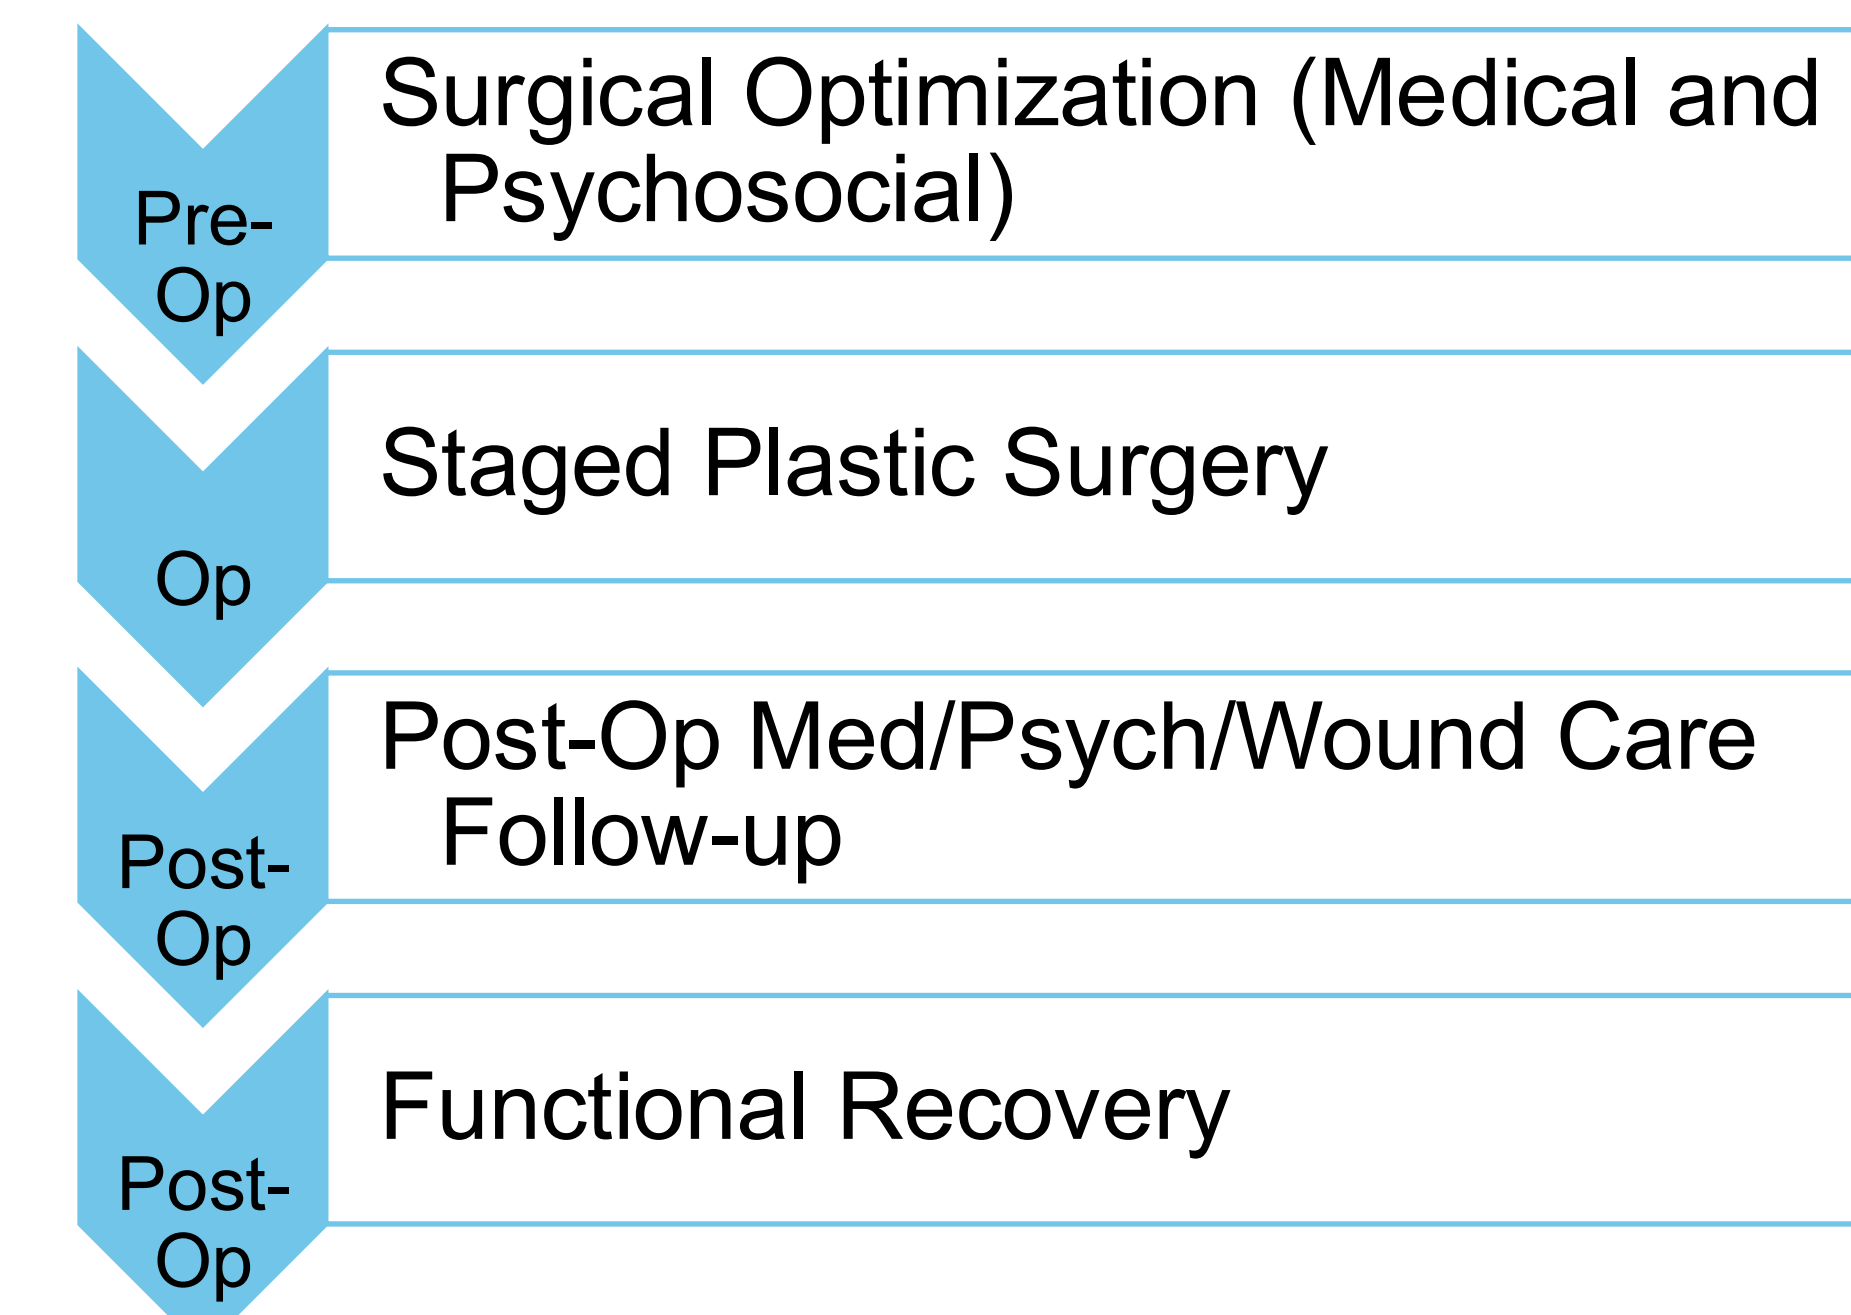 Pre-
Op
Surgical Optimization (Medical and
Psychosocial)
Op
Staged Plastic Surgery
Post-
Op
Post-Op Med/Psych/Wound Care
Follow-up
Post-
Op
Functional Recovery